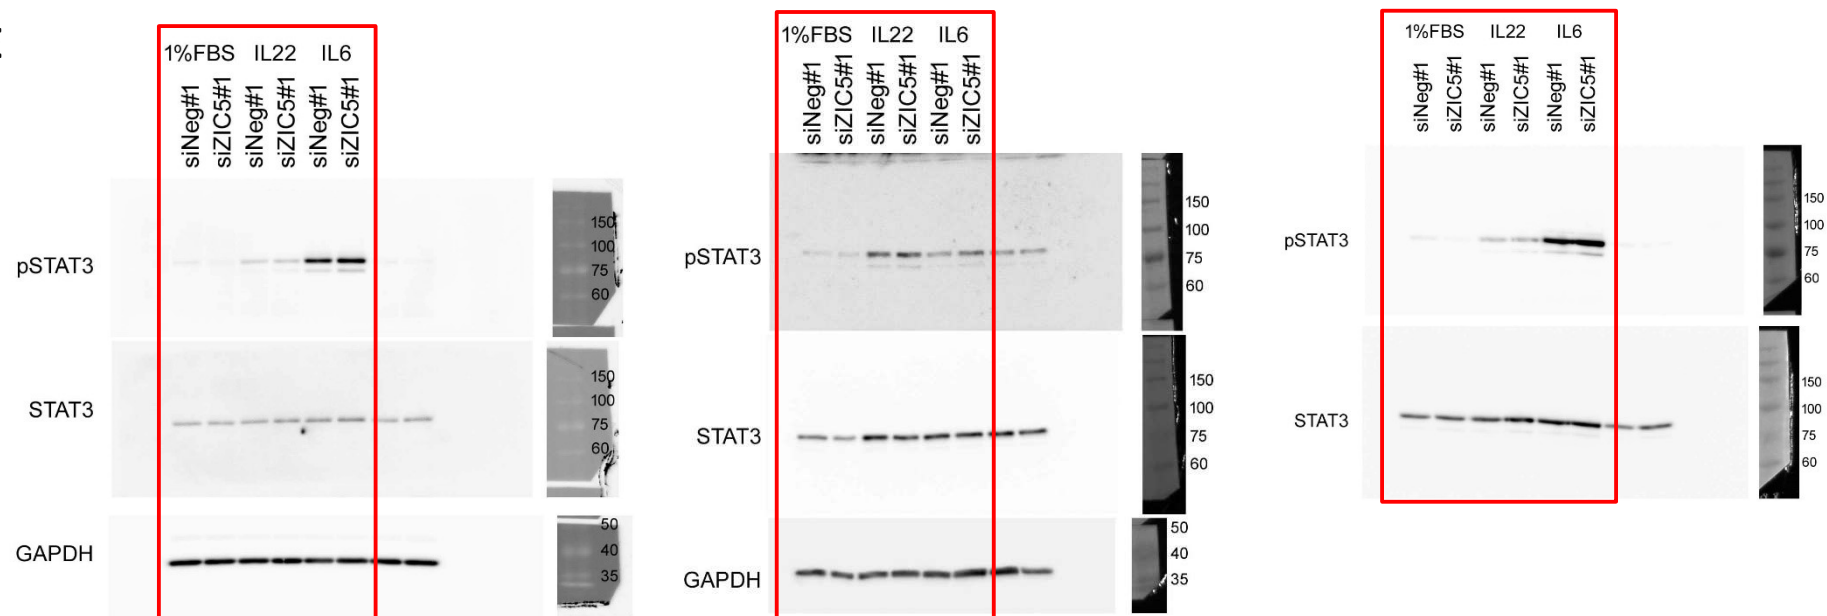 1%FBS IL22 IL6
siNeg#1
siZIC5#1
siNeg#1
siZIC5#1
siNeg#1
siZIC5#1
pSTAT3
150
100
75
60
STAT3
150
100
75
60
GAPDH
50
40
35
1%FBS IL22 IL6
siNeg#1
siZIC5#1
siNeg#1
siZIC5#1
siNeg#1
siZIC5#1
pSTAT3
150
100
75
60
STAT3
150
100
75
60
GAPDH
50
40
35
1%FBS IL22 IL6
siNeg#1
siZIC5#1
siNeg#1
siZIC5#1
siNeg#1
siZIC5#1
pSTAT3
150
100
75
60
STAT3
150
100
75
60